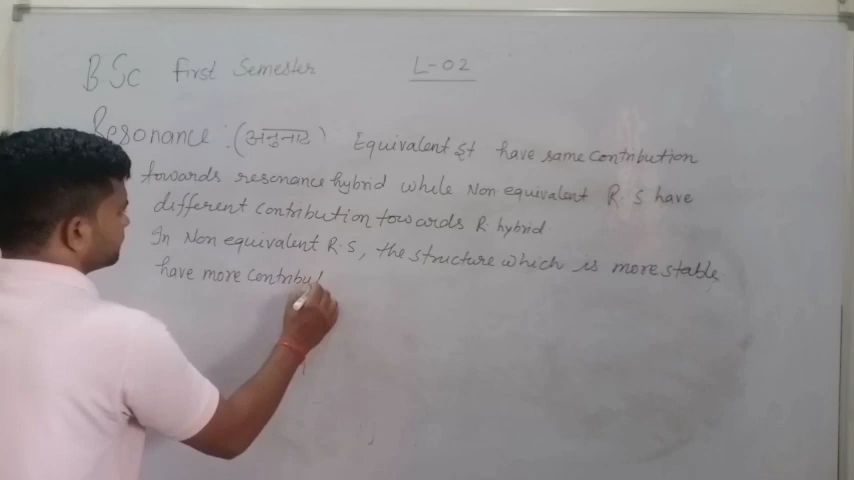 BSc First Semester L-02
Resonance : (अनुनाद) Equivalent st have same contribution
towards resonance hybrid while Non equivalent R.S have
different contribution towards R.hybrid
In Non equivalent R.S, the structure which is more stable,
have more contribu